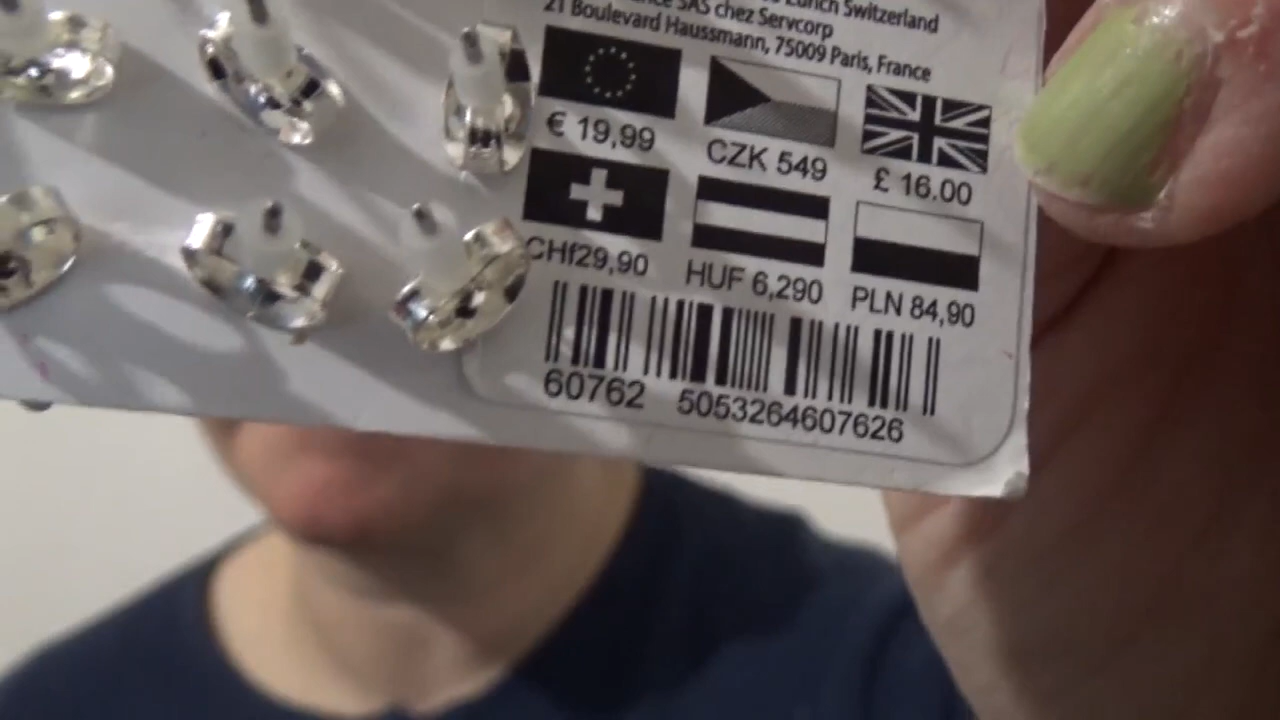 Zurich Switzerland
SAS chez Servcorp
21 Boulevard Haussmann, 75009 Paris, France
€ 19,99 CZK 549 £ 16.00
CHf29,90 HUF 6,290 PLN 84,90
60762 5053264607626